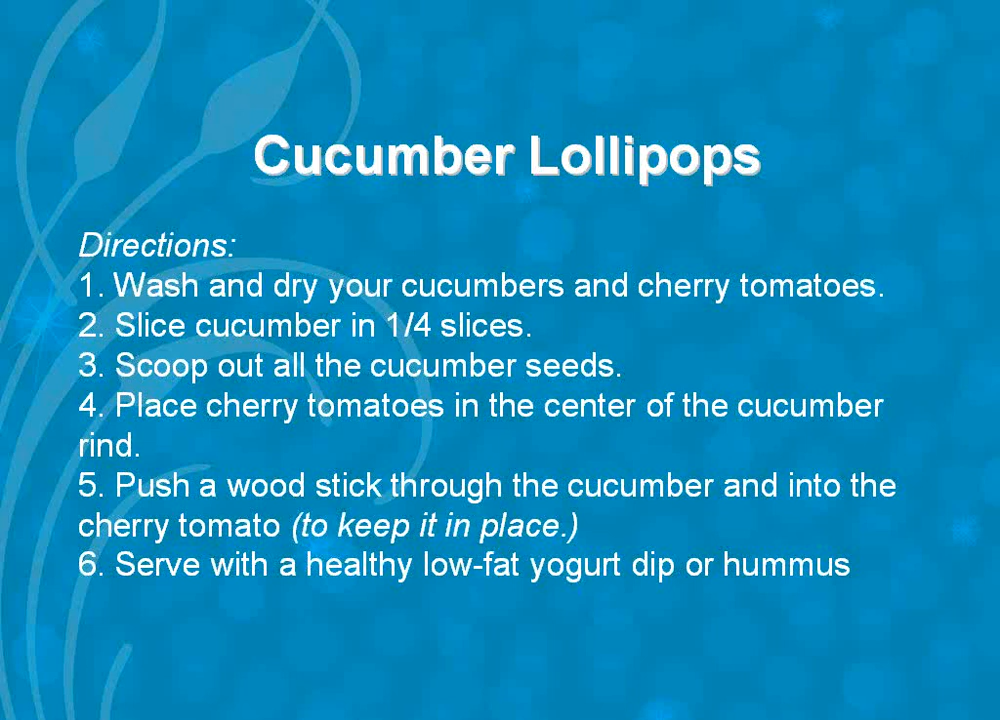 Cucumber Lollipops
Directions:
1. Wash and dry your cucumbers and cherry tomatoes.
2. Slice cucumber in 1/4 slices.
3. Scoop out all the cucumber seeds.
4. Place cherry tomatoes in the center of the cucumber
rind.
5. Push a wood stick through the cucumber and into the
cherry tomato (to keep it in place.)
6. Serve with a healthy low-fat yogurt dip or hummus